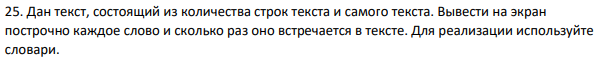 25. Дан текст, состоящий из количества строк текста и самого текста. Вывести на экран
построчно каждое слово и сколько раз оно встречается в тексте. Для реализации используйте
словари.